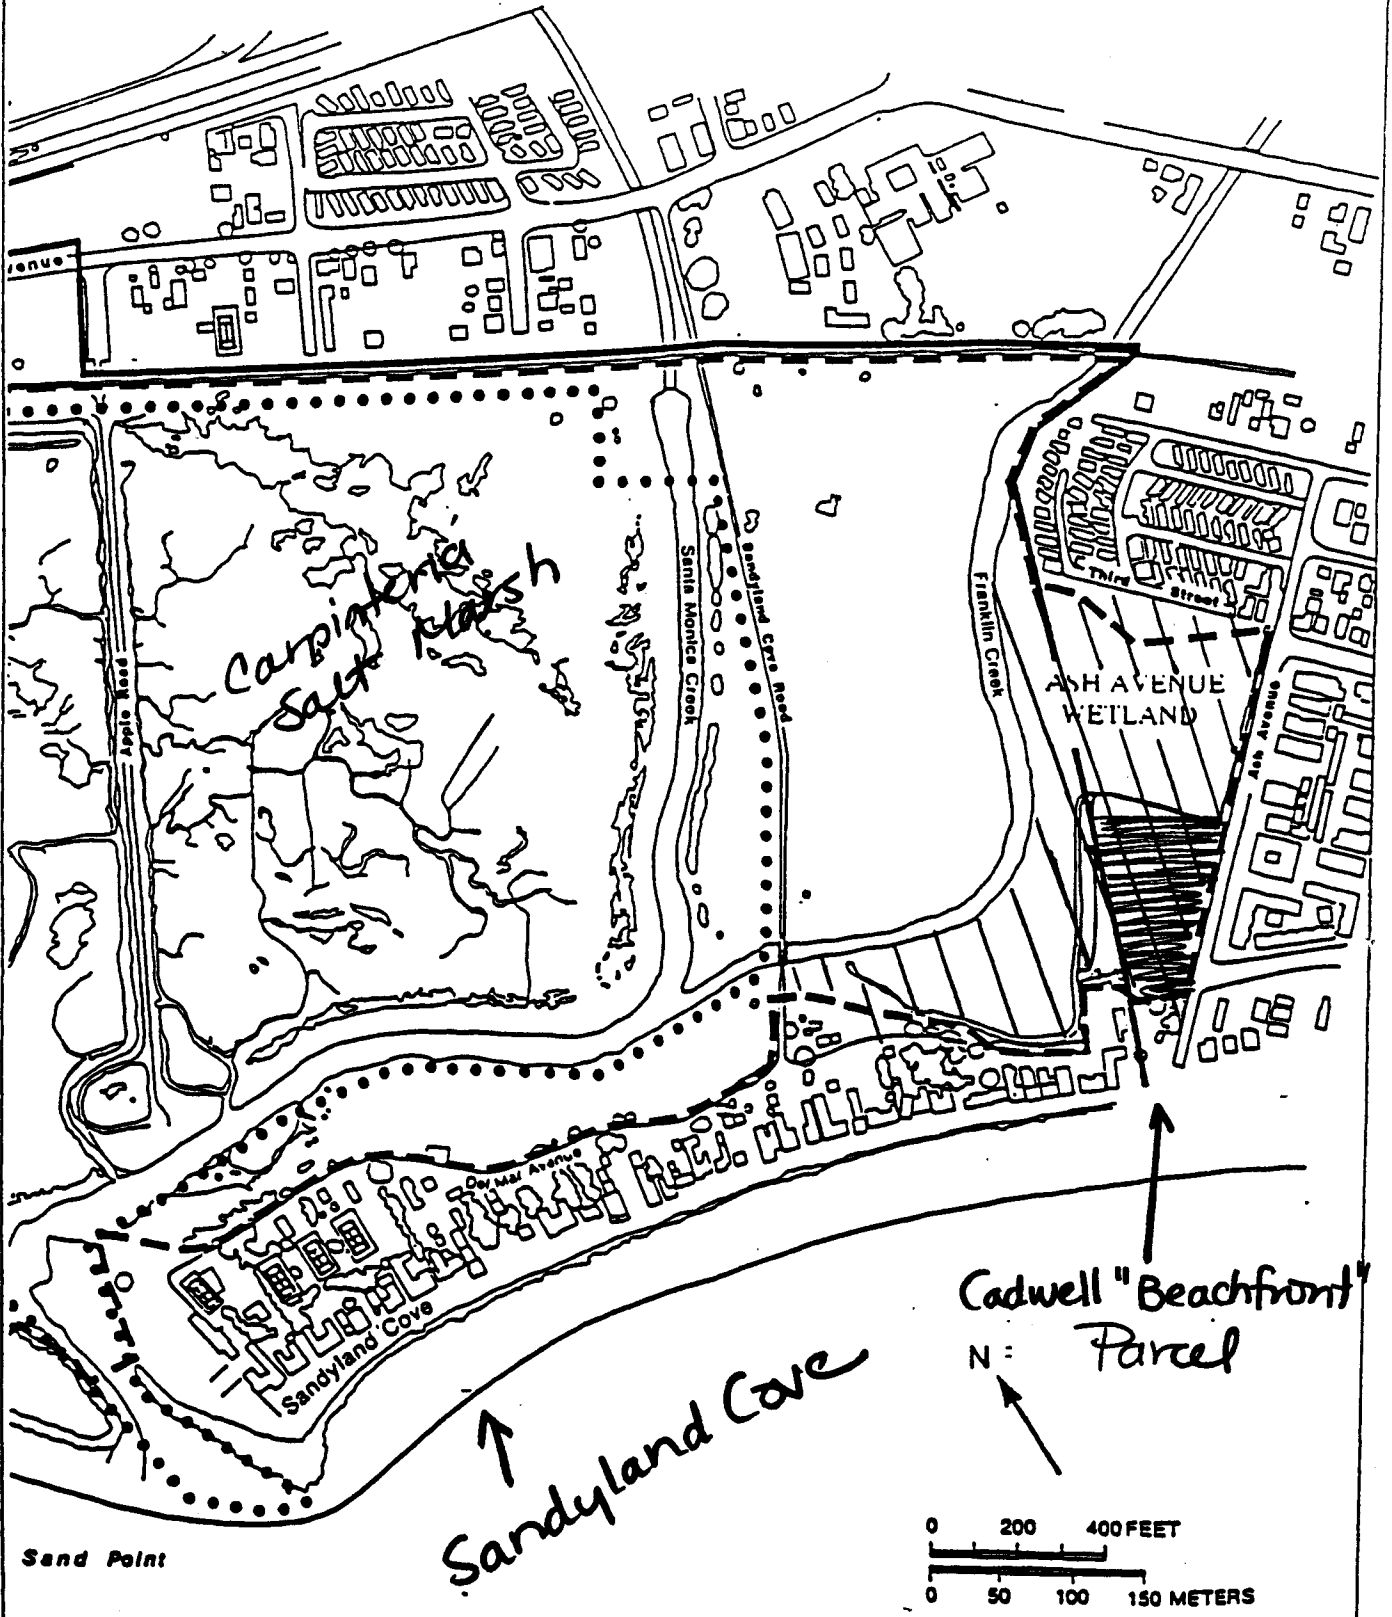 venue
Carpinteria
Salt Marsh
Apple Road
Santa Monica Creek
Sandyland Cove Road
Franklin Creek
Third
Street
ASH AVENUE
WETLAND
Ash Avenue
Del Mar Avenue
Sandyland Cove
Cadwell "Beachfront"
Parcel
N :
Sandyland Cove
Sand Point
0 200 400 FEET
0 50 100 150 METERS